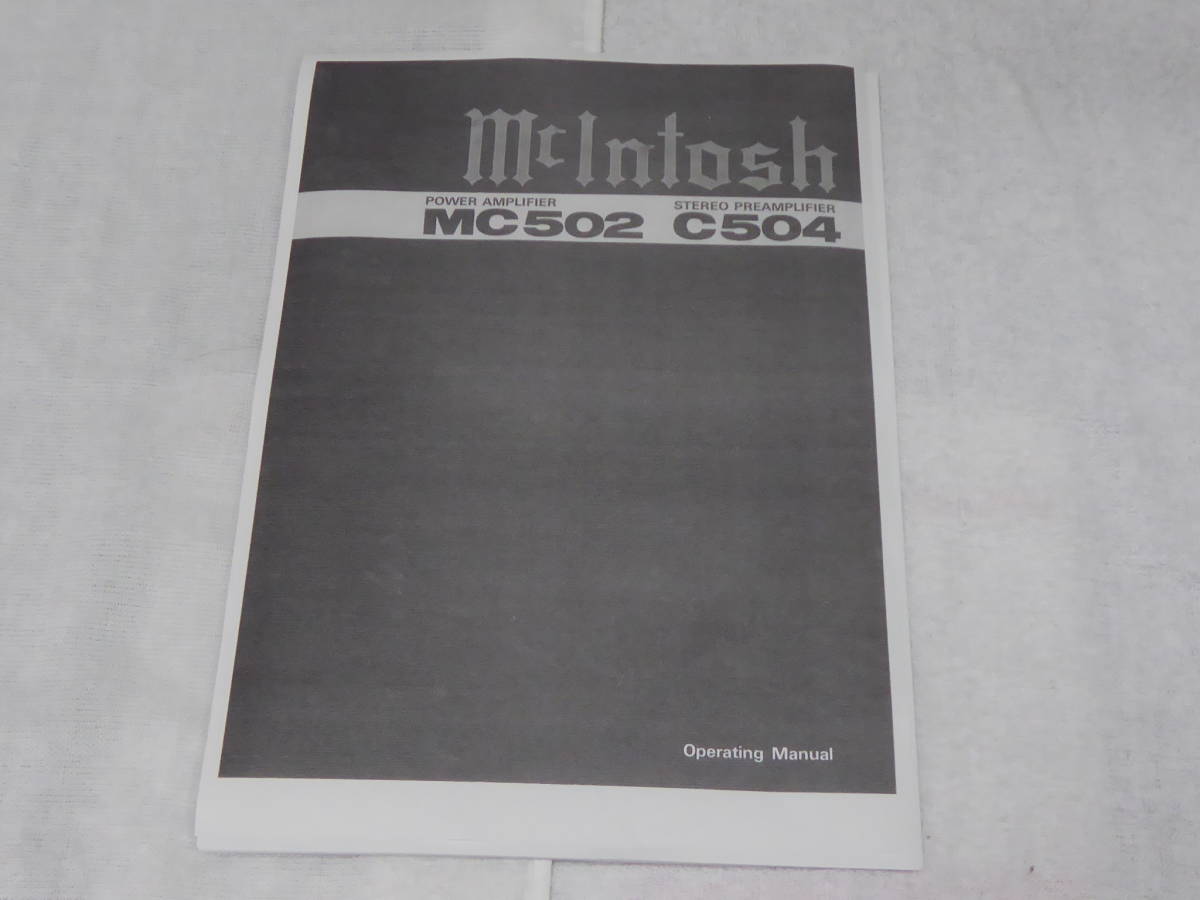 McIntosh
POWER AMPLIFIER STEREO PREAMPLIFIER
MC502 C504
Operating Manual